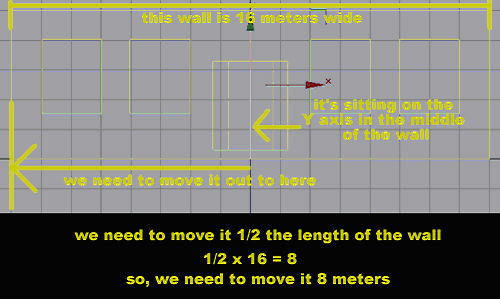 this wall is 16 meters wide
x
it's sitting on the
Y axis in the middle
of the wall
we need to move it out to here
we need to move it 1/2 the length of the wall
1/2 x 16 = 8
so, we need to move it 8 meters